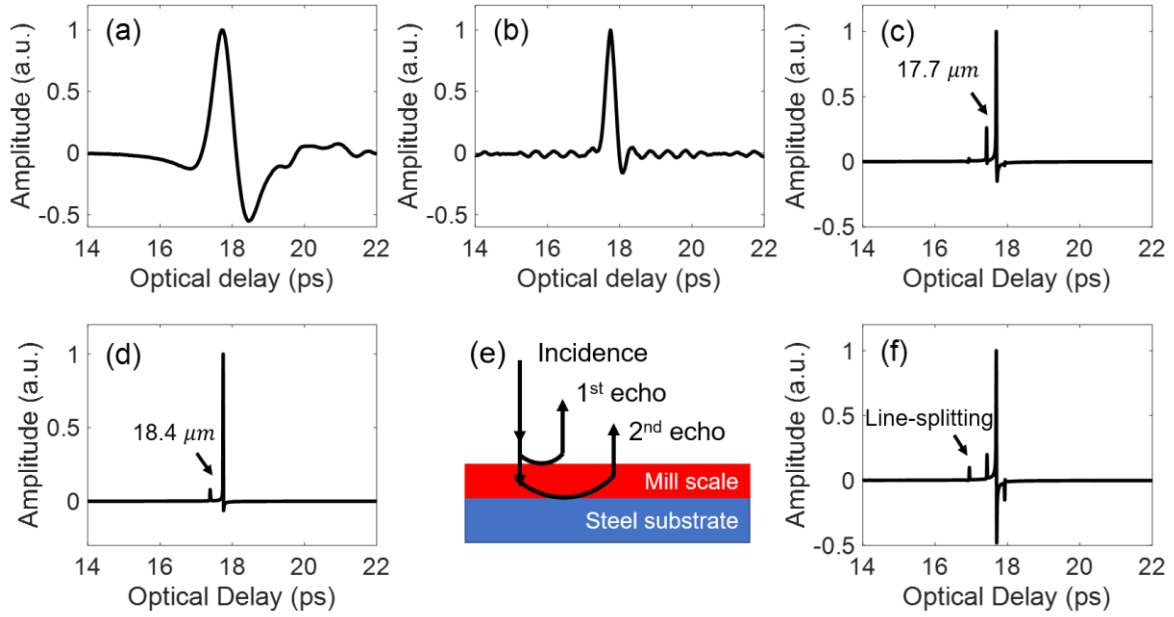 (a)
Amplitude (a.u.)
1
0.5
0
-0.5
14 16 18 20 22
Optical delay (ps)
(b)
Amplitude (a.u.)
1
0.5
0
-0.5
14 16 18 20 22
Optical delay (ps)
(c)
17.7 μm
Amplitude (a.u.)
1
0.5
0
-0.5
14 16 18 20 22
Optical Delay (ps)
(d)
18.4 μm
Amplitude (a.u.)
1
0.5
0
14 16 18 20 22
Optical Delay (ps)
(e)
Incidence
1st echo
2nd echo
Mill scale
Steel substrate
(f)
Line-splitting
Amplitude (a.u.)
1
0.5
0
-0.5
14 16 18 20 22
Optical Delay (ps)